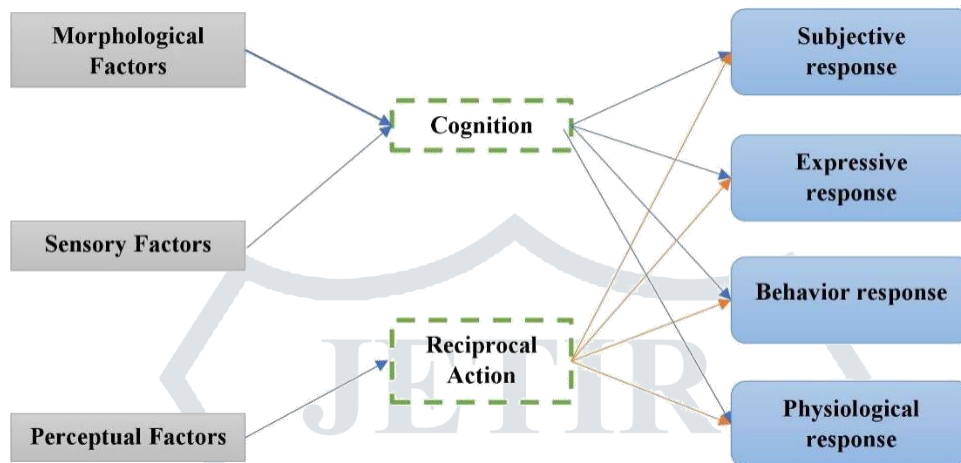 Morphological
Factors
Sensory Factors
Perceptual Factors
Cognition
Reciprocal
Action
Subjective
response
Expressive
response
Behavior response
Physiological
response
JETIR